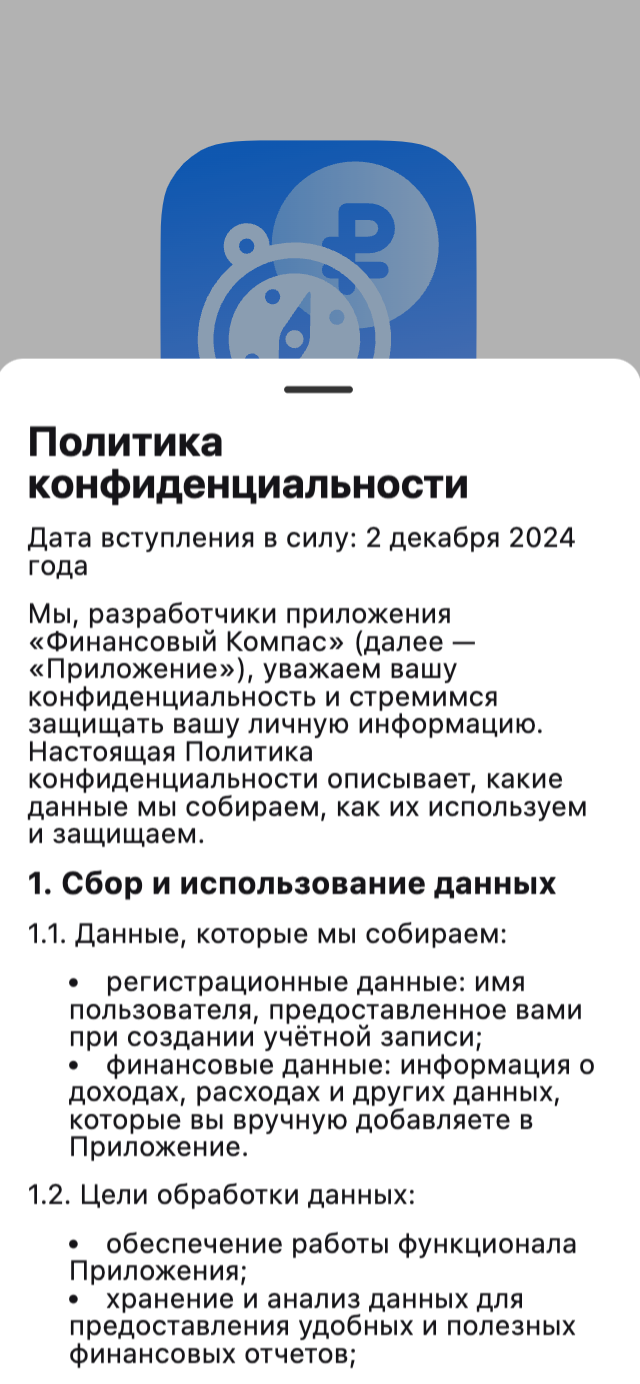 Политика
конфиденциальности
Дата вступления в силу: 2 декабря 2024
года
Мы, разработчики приложения
«Финансовый Компас» (далее —
«Приложение»), уважаем вашу
конфиденциальность и стремимся
защищать вашу личную информацию.
Настоящая Политика
конфиденциальности описывает, какие
данные мы собираем, как их используем
и защищаем.
1. Сбор и использование данных
1.1. Данные, которые мы собираем:
• регистрационные данные: имя
пользователя, предоставленное вами
при создании учётной записи;
• финансовые данные: информация о
доходах, расходах и других данных,
которые вы вручную добавляете в
Приложение.
1.2. Цели обработки данных:
• обеспечение работы функционала
Приложения;
• хранение и анализ данных для
предоставления удобных и полезных
финансовых отчетов;